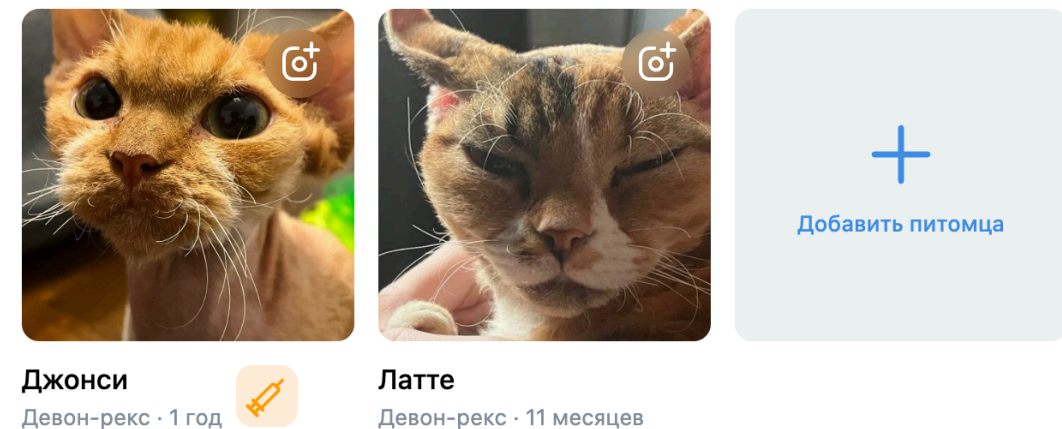 Добавить питомца
Джонси
Девон-рекс · 1 год
Латте
Девон-рекс · 11 месяцев